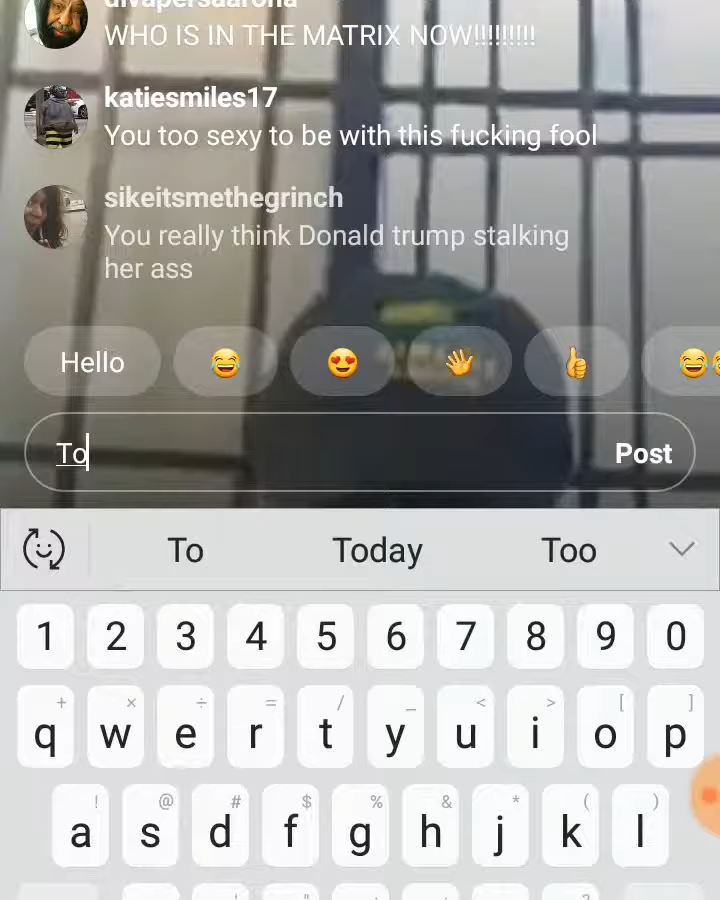 divapersaarona
WHO IS IN THE MATRIX NOW!!!!!!!!!
katiesmiles17
You too sexy to be with this fucking fool
sikeitsmethegrinch
You really think Donald trump stalking
her ass
Hello
To Post
To Today Too
1 2 3 4 5 6 7 8 9 0
+ × ÷ = / _ < > [ ]
q w e r t y u i o p
! @ # $ % & * ( )
a s d f g h j k l